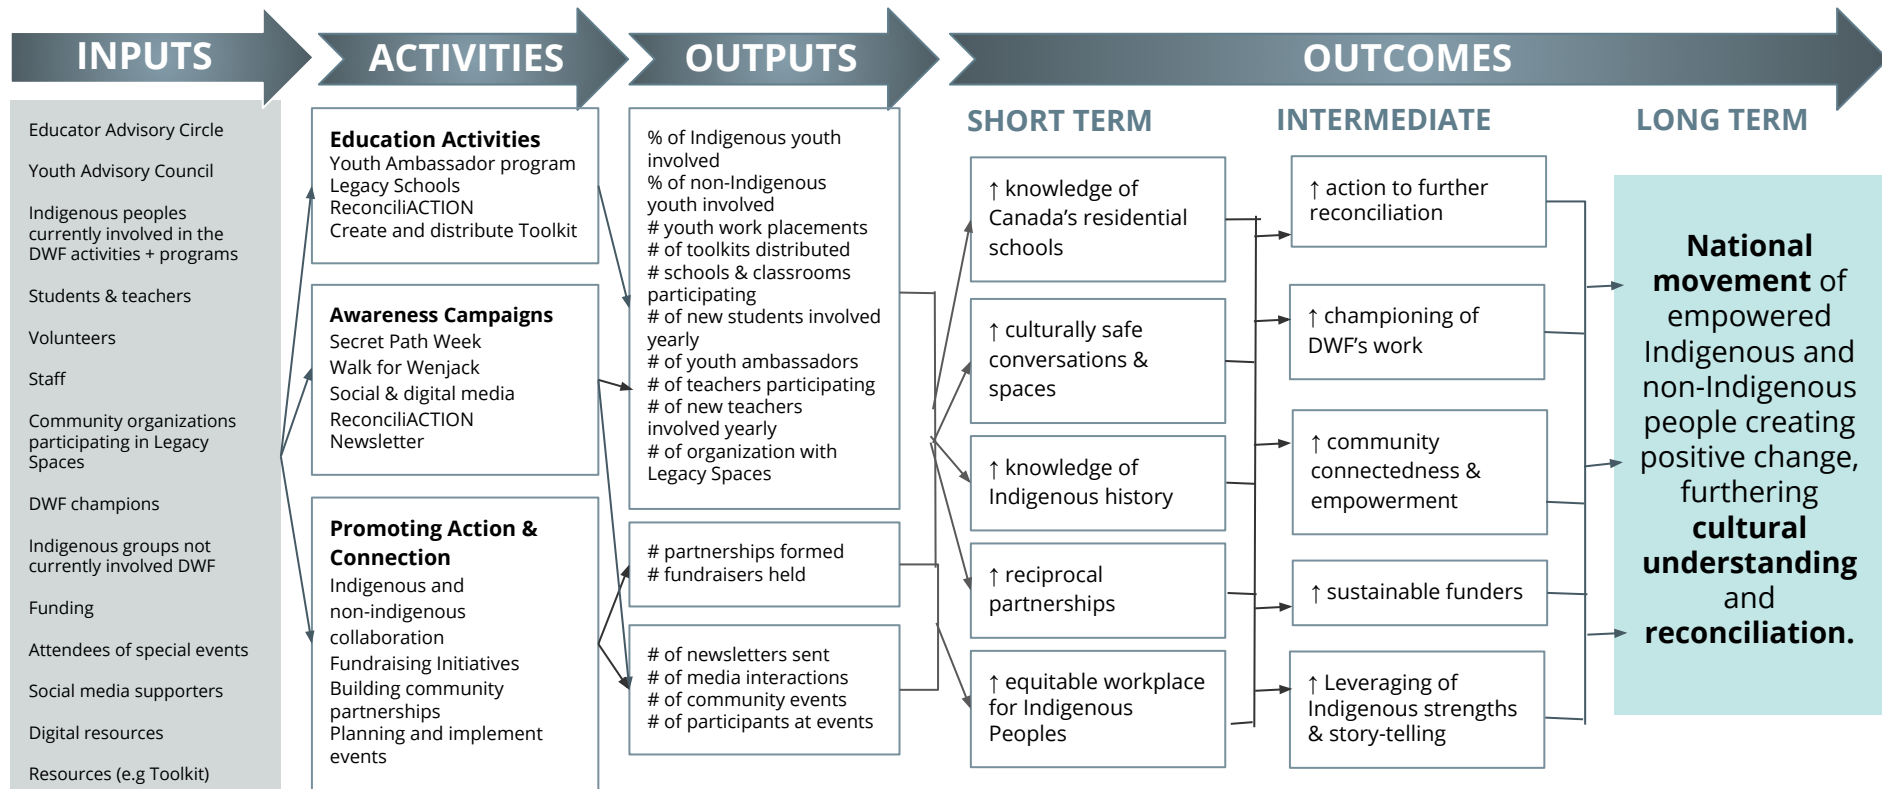 INPUTS
ACTIVITIES
OUTPUTS
OUTCOMES
Educator Advisory Circle
Youth Advisory Council
Indigenous peoples
currently involved in the
DWF activities + programs
Students & teachers
Volunteers
Staff
Community organizations
participating in Legacy
Spaces
DWF champions
Indigenous groups not
currently involved DWF
Funding
Attendees of special events
Social media supporters
Digital resources
Resources (e.g Toolkit)
Education Activities
Youth Ambassador program
Legacy Schools
ReconciliACTION
Create and distribute Toolkit
Awareness Campaigns
Secret Path Week
Walk for Wenjack
Social & digital media
ReconciliACTION
Newsletter
Promoting Action &
Connection
Indigenous and
non-indigenous
collaboration
Fundraising Initiatives
Building community
partnerships
Planning and implement
events
% of Indigenous youth
involved
% of non-Indigenous
youth involved
# youth work placements
# of toolkits distributed
# schools & classrooms
participating
# of new students involved
yearly
# of youth ambassadors
# of teachers participating
# of new teachers
involved yearly
# of organization with
Legacy Spaces
# partnerships formed
# fundraisers held
# of newsletters sent
# of media interactions
# of community events
# of participants at events
SHORT TERM
↑ knowledge of
Canada’s residential
schools
↑ culturally safe
conversations &
spaces
↑ knowledge of
Indigenous history
↑ reciprocal
partnerships
↑ equitable workplace
for Indigenous
Peoples
INTERMEDIATE
↑ action to further
reconciliation
↑ championing of
DWF’s work
↑ community
connectedness &
empowerment
↑ sustainable funders
↑ Leveraging of
Indigenous strengths
& story-telling
LONG TERM
National
movement of
empowered
Indigenous and
non-Indigenous
people creating
positive change,
furthering
cultural
understanding
and
reconciliation.